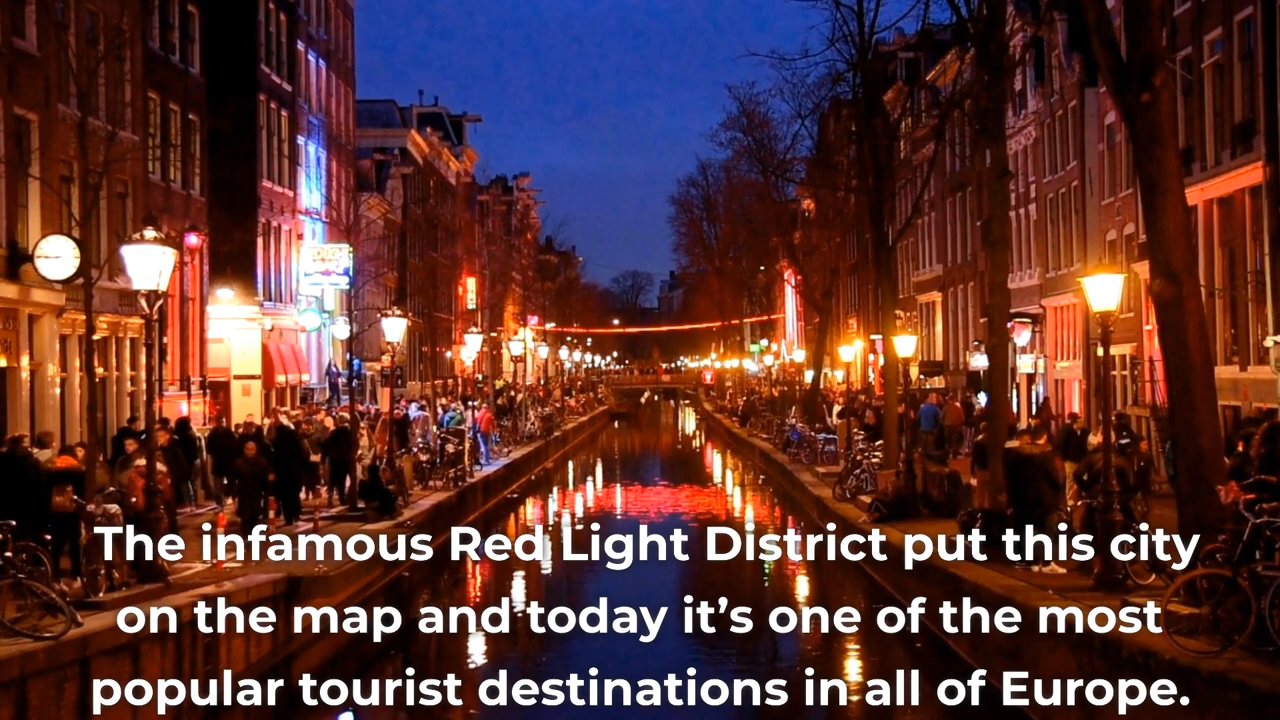 The infamous Red Light District put this city
on the map and today it’s one of the most
popular tourist destinations in all of Europe.